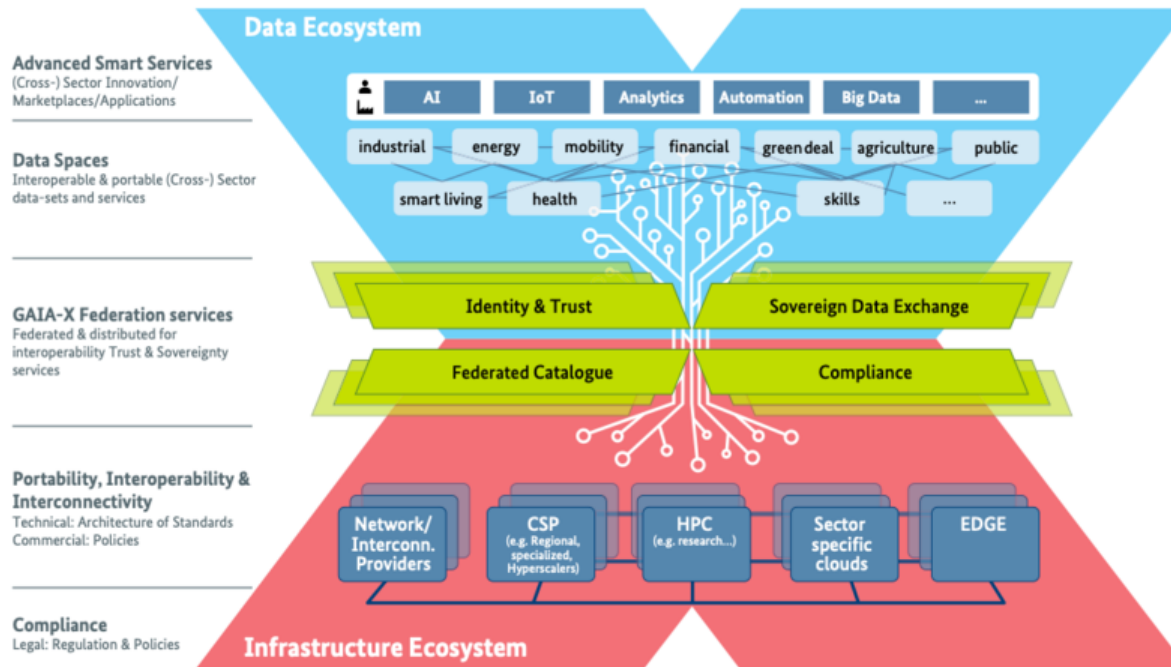 Data Ecosystem
Advanced Smart Services
(Cross-) Sector Innovation/
Marketplaces/Applications
AI
IoT
Analytics
Automation
Big Data
...
Data Spaces
Interoperable & portable (Cross-) Sector
data-sets and services
industrial
energy
mobility
financial
green deal
agriculture
public
smart living
health
skills
...
GAIA-X Federation services
Federated & distributed for
interoperability Trust & Sovereignty
services
Identity & Trust
Sovereign Data Exchange
Federated Catalogue
Compliance
Portability, Interoperability &
Interconnectivity
Technical: Architecture of Standards
Commercial: Policies
Network/
Interconn.
Providers
CSP
(e.g. Regional,
specialized,
Hyperscalers)
HPC
(e.g. research...)
Sector
specific
clouds
EDGE
Compliance
Legal: Regulation & Policies
Infrastructure Ecosystem